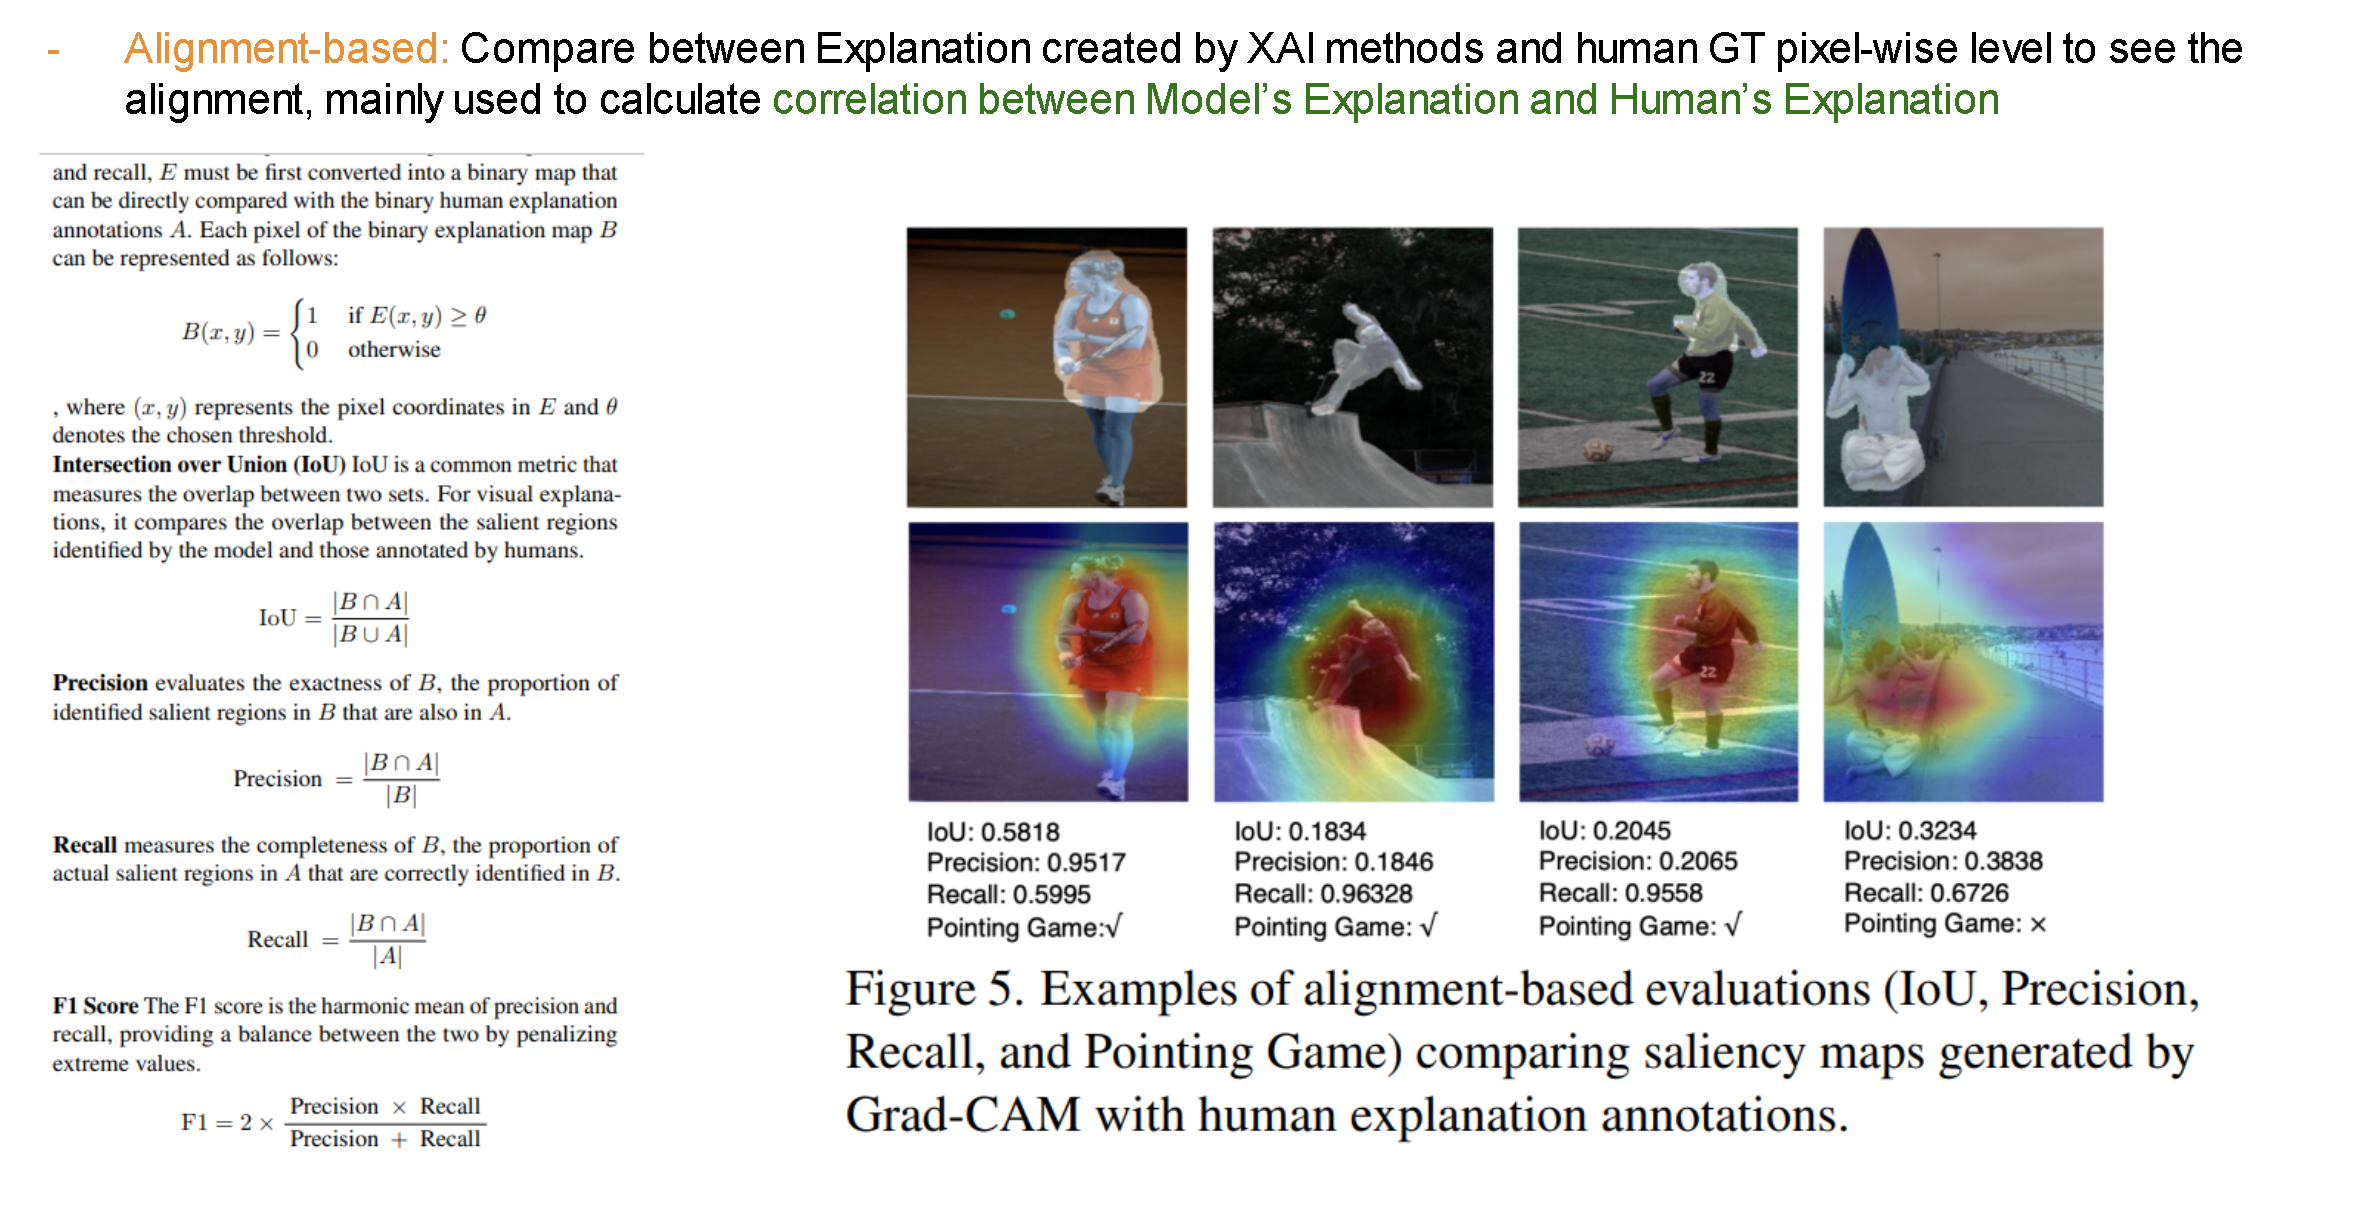 - Alignment-based: Compare between Explanation created by XAI methods and human GT pixel-wise level to see the
alignment, mainly used to calculate correlation between Model's Explanation and Human's Explanation
and recall, E must be first converted into a binary map that
can be directly compared with the binary human explanation
annotations A. Each pixel of the binary explanation map B
can be represented as follows:
B(x, y) = { 1 if E(x, y) ≥ θ
0 otherwise
, where (x, y) represents the pixel coordinates in E and θ
denotes the chosen threshold.
Intersection over Union (IoU) IoU is a common metric that
measures the overlap between two sets. For visual explana-
tions, it compares the overlap between the salient regions
identified by the model and those annotated by humans.
IoU = |B ∩ A| / |B ∪ A|
Precision evaluates the exactness of B, the proportion of
identified salient regions in B that are also in A.
Precision = |B ∩ A| / |B|
Recall measures the completeness of B, the proportion of
actual salient regions in A that are correctly identified in B.
Recall = |B ∩ A| / |A|
F1 Score The F1 score is the harmonic mean of precision and
recall, providing a balance between the two by penalizing
extreme values.
F1 = 2 × Precision × Recall / Precision + Recall
22
22
IoU: 0.5818
Precision: 0.9517
Recall: 0.5995
Pointing Game:√
IoU: 0.1834
Precision: 0.1846
Recall: 0.96328
Pointing Game: √
IoU: 0.2045
Precision: 0.2065
Recall: 0.9558
Pointing Game: √
IoU: 0.3234
Precision: 0.3838
Recall: 0.6726
Pointing Game: ×
Figure 5. Examples of alignment-based evaluations (IoU, Precision,
Recall, and Pointing Game) comparing saliency maps generated by
Grad-CAM with human explanation annotations.